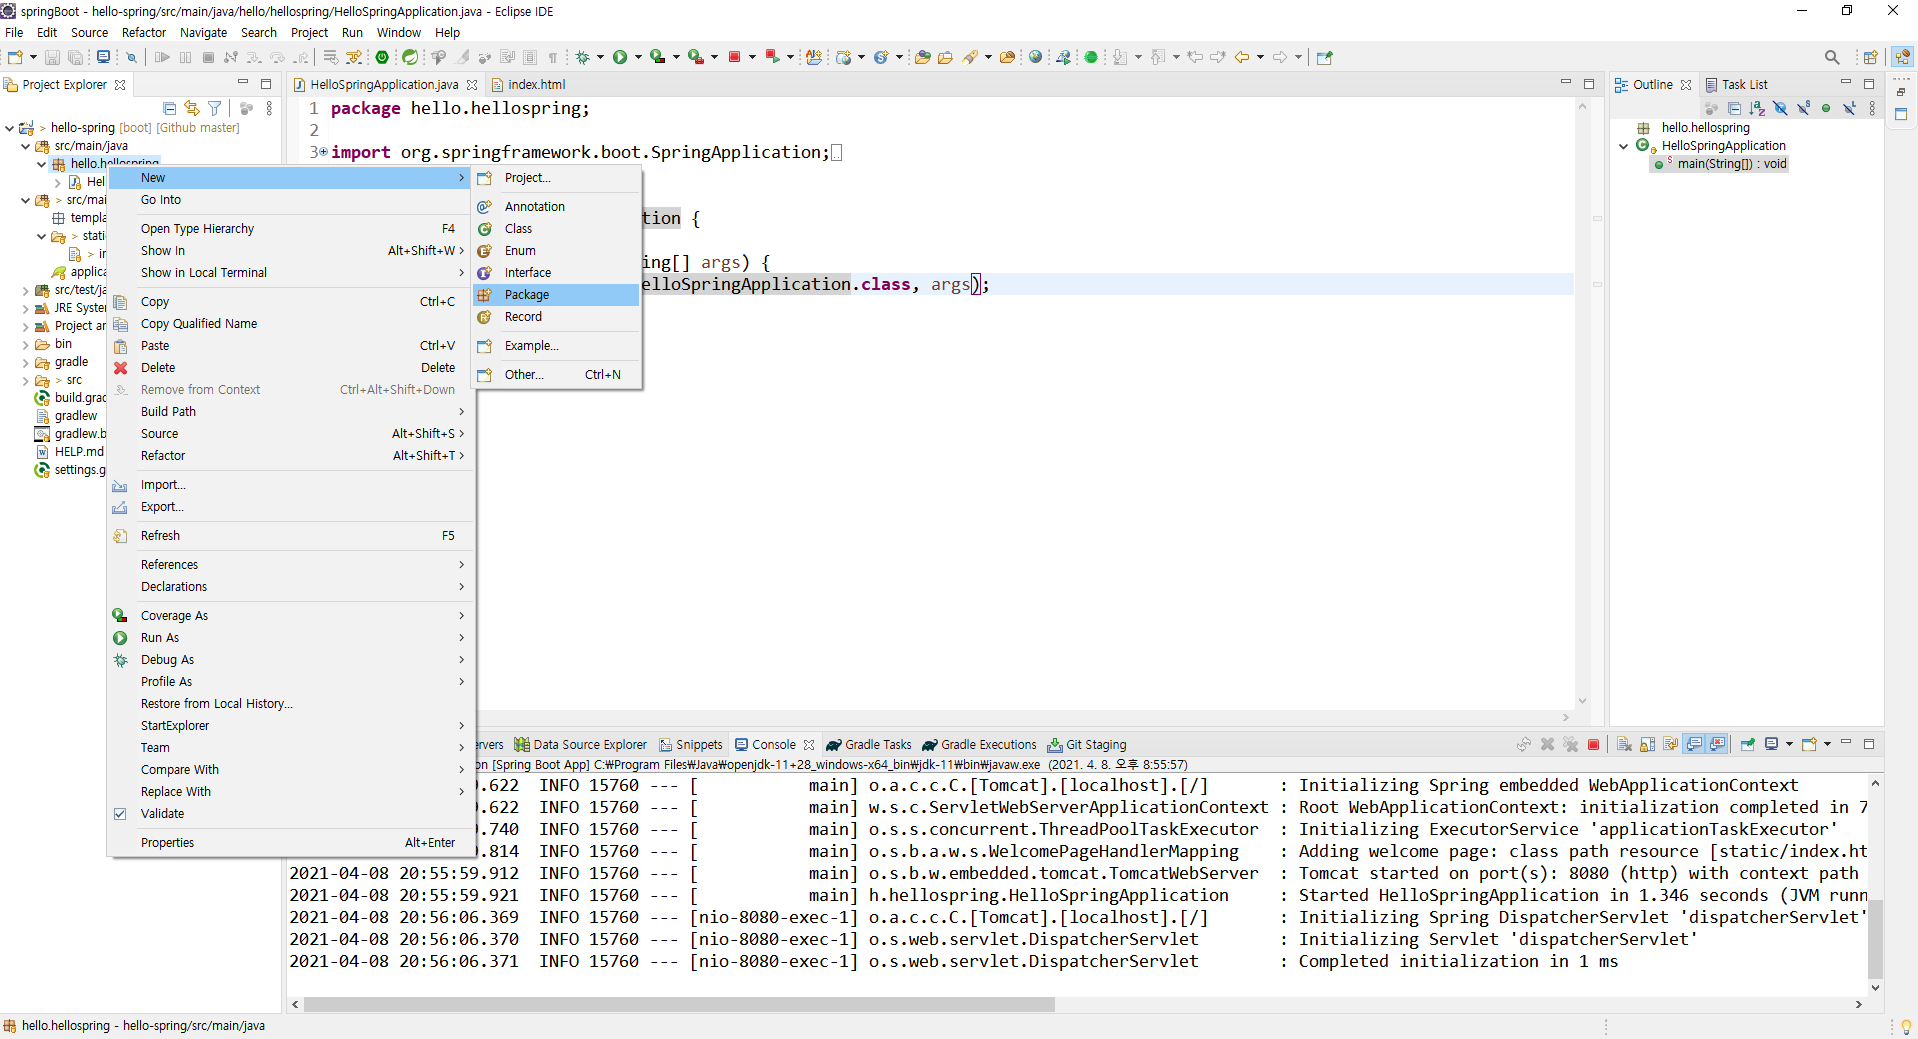 springBoot - hello-spring/src/main/java/hello/hellospring/HelloSpringApplication.java - Eclipse IDE
File Edit Source Refactor Navigate Search Project Run Window Help
Project Explorer
HelloSpringApplication.java
index.html
Outline
Task List
> hello-spring [boot] [Github master]
src/main/java
hello.hellospring
Hel
> src/mai
templa
> stati
> in
applica
src/test/ja
JRE System
Project an
bin
gradle
> src
build.grad
gradlew
gradlew.b
HELP.md
settings.g
New
Go Into
Open Type Hierarchy F4
Show In Alt+Shift+W
Show in Local Terminal
Copy Ctrl+C
Copy Qualified Name
Paste Ctrl+V
Delete Delete
Remove from Context Ctrl+Alt+Shift+Down
Build Path
Source Alt+Shift+S
Refactor Alt+Shift+T
Import...
Export...
Refresh F5
References
Declarations
Coverage As
Run As
Debug As
Profile As
Restore from Local History...
StartExplorer
Team
Compare With
Replace With
Validate
Properties Alt+Enter
Project...
Annotation
Class
Enum
Interface
Package
Record
Example...
Other... Ctrl+N
1 package hello.hellospring;
2
3 import org.springframework.boot.SpringApplication;
tion {
ing[] args) {
elloSpringApplication.class, args);
hello.hellospring
HelloSpringApplication
main(String[]) : void
ervers Data Source Explorer Snippets Console Gradle Tasks Gradle Executions Git Staging
on [Spring Boot App] C:₩Program Files₩Java₩openjdk-11+28_windows-x64_bin₩jdk-11₩bin₩javaw.exe (2021. 4. 8. 오후 8:55:57)
9.622 INFO 15760 --- [ main] o.a.c.c.C.[Tomcat].[localhost].[/] : Initializing Spring embedded WebApplicationContext
9.622 INFO 15760 --- [ main] w.s.c.ServletWebServerApplicationContext : Root WebApplicationContext: initialization completed in 7
9.740 INFO 15760 --- [ main] o.s.s.concurrent.ThreadPoolTaskExecutor : Initializing ExecutorService 'applicationTaskExecutor'
9.814 INFO 15760 --- [ main] o.s.b.a.w.s.WelcomePageHandlerMapping : Adding welcome page: class path resource [static/index.ht
2021-04-08 20:55:59.912 INFO 15760 --- [ main] o.s.b.w.embedded.tomcat.TomcatWebServer : Tomcat started on port(s): 8080 (http) with context path
2021-04-08 20:55:59.921 INFO 15760 --- [ main] h.hellospring.HelloSpringApplication : Started HelloSpringApplication in 1.346 seconds (JVM runn
2021-04-08 20:56:06.369 INFO 15760 --- [nio-8080-exec-1] o.a.c.c.C.[Tomcat].[localhost].[/] : Initializing Spring DispatcherServlet 'dispatcherServlet'
2021-04-08 20:56:06.370 INFO 15760 --- [nio-8080-exec-1] o.s.web.servlet.DispatcherServlet : Initializing Servlet 'dispatcherServlet'
2021-04-08 20:56:06.371 INFO 15760 --- [nio-8080-exec-1] o.s.web.servlet.DispatcherServlet : Completed initialization in 1 ms
hello.hellospring - hello-spring/src/main/java